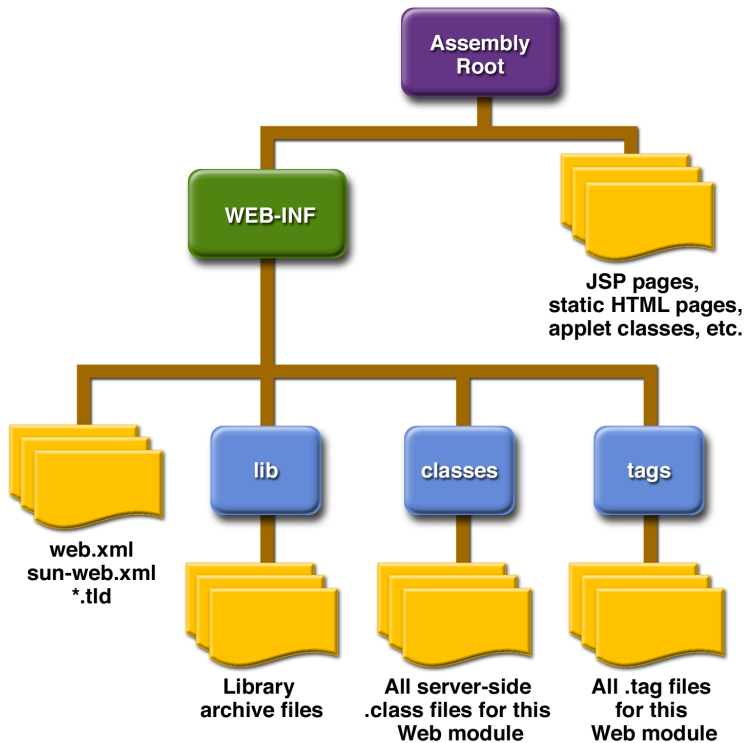 Assembly
Root
WEB-INF
JSP pages,
static HTML pages,
applet classes, etc.
lib
classes
tags
web.xml
sun-web.xml
*.tld
Library
archive files
All server-side
.class files for this
Web module
All .tag files
for this
Web module